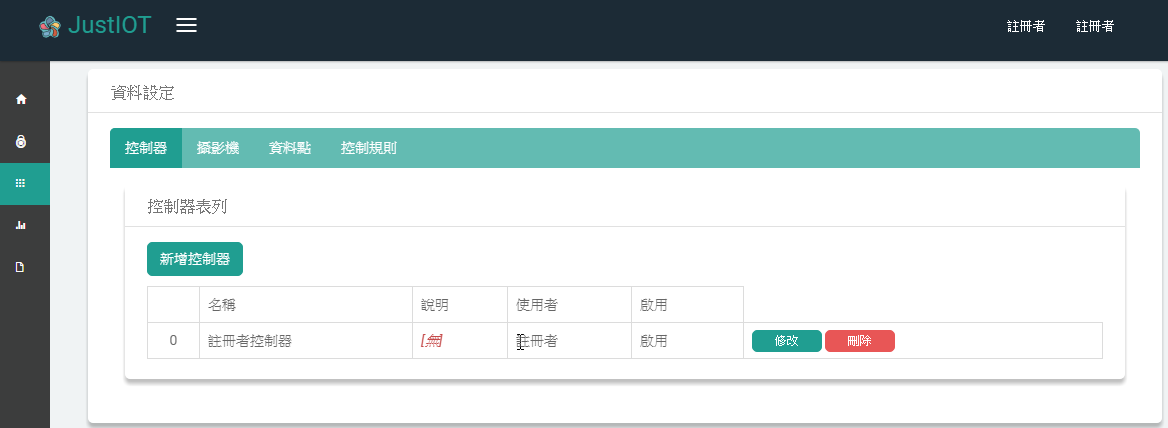 JustIOT 註冊者 註冊者
資料設定
控制器 攝影機 資料點 控制規則
控制器表列
新增控制器
名稱 說明 使用者 啟用
0 註冊者控制器 [無] 註冊者 啟用 修改 刪除